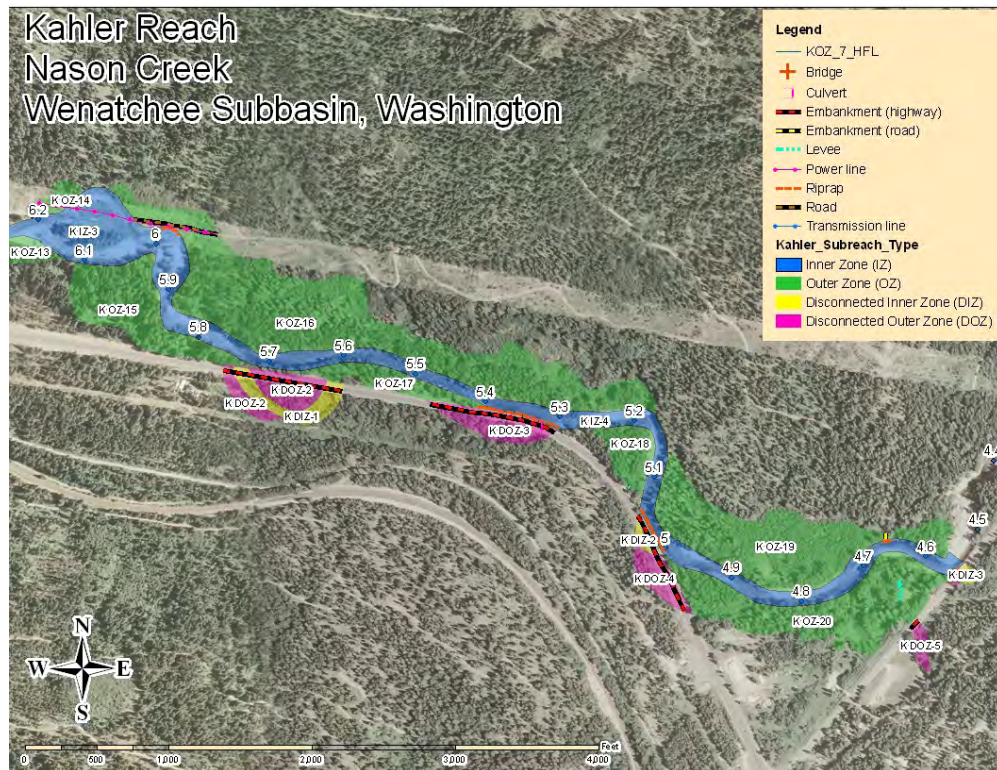 Kahler Reach
Nason Creek
Wenatchee Subbasin, Washington
Legend
KOZ_7_HFL
Bridge
Culvert
Embankment (highway)
Embankment (road)
Levee
Power line
Riprap
Road
Transmission line
Kahler_Subreach_Type
Inner Zone (IZ)
Outer Zone (OZ)
Disconnected Inner Zone (DIZ)
Disconnected Outer Zone (DOZ)
KOZ-14
6.2
KIZ-3
6
KOZ-13
6.1
5.9
KOZ-15
5.8
KOZ-16
5.7
5.6
5.5
KOZ-17
KDOZ-2
KDOZ-2
KDIZ-1
5.4
5.3
KIZ-4
5.2
KDOZ-3
KOZ-18
5.1
4.4
4.5
KDIZ-2
5
KOZ-19
4.7
4.6
4.9
KDIZ-3
KDOZ-4
4.8
KOZ-20
KDOZ-5
N
W E
S
0 500 1,000 2,000 3,000 4,000
Feet